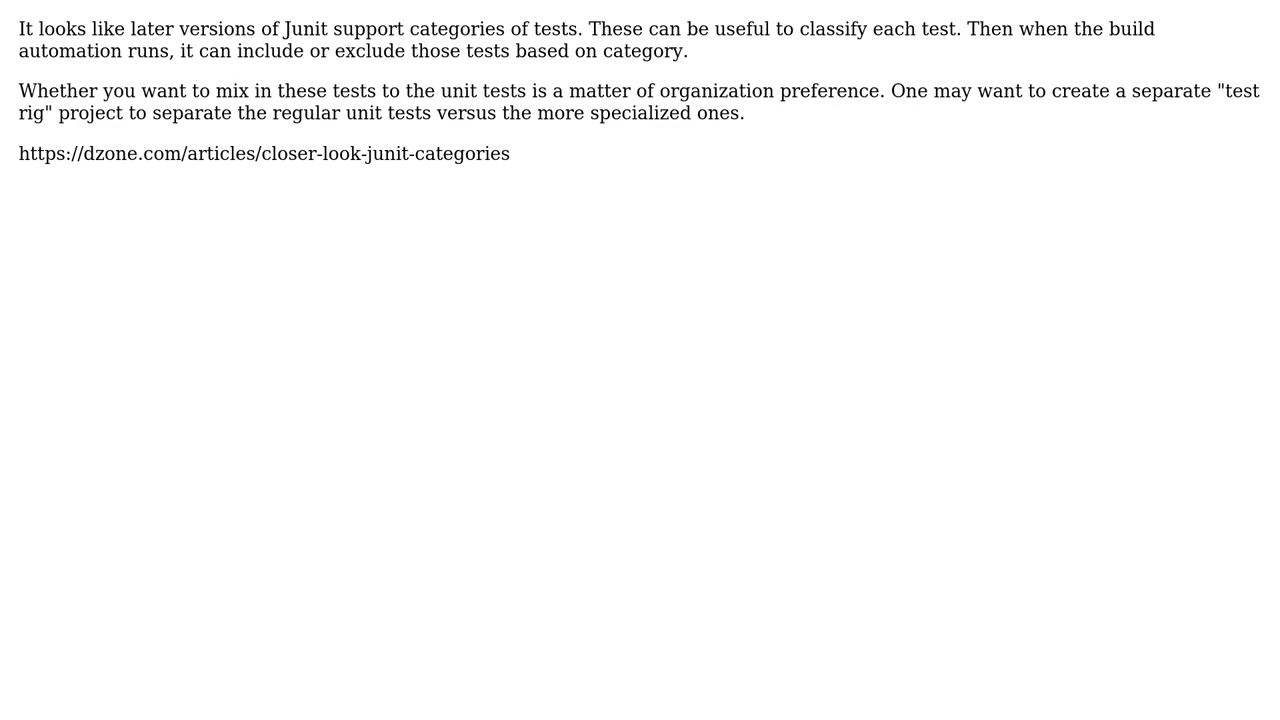 It looks like later versions of Junit support categories of tests. These can be useful to classify each test. Then when the build
automation runs, it can include or exclude those tests based on category.
Whether you want to mix in these tests to the unit tests is a matter of organization preference. One may want to create a separate "test
rig" project to separate the regular unit tests versus the more specialized ones.
https://dzone.com/articles/closer-look-junit-categories